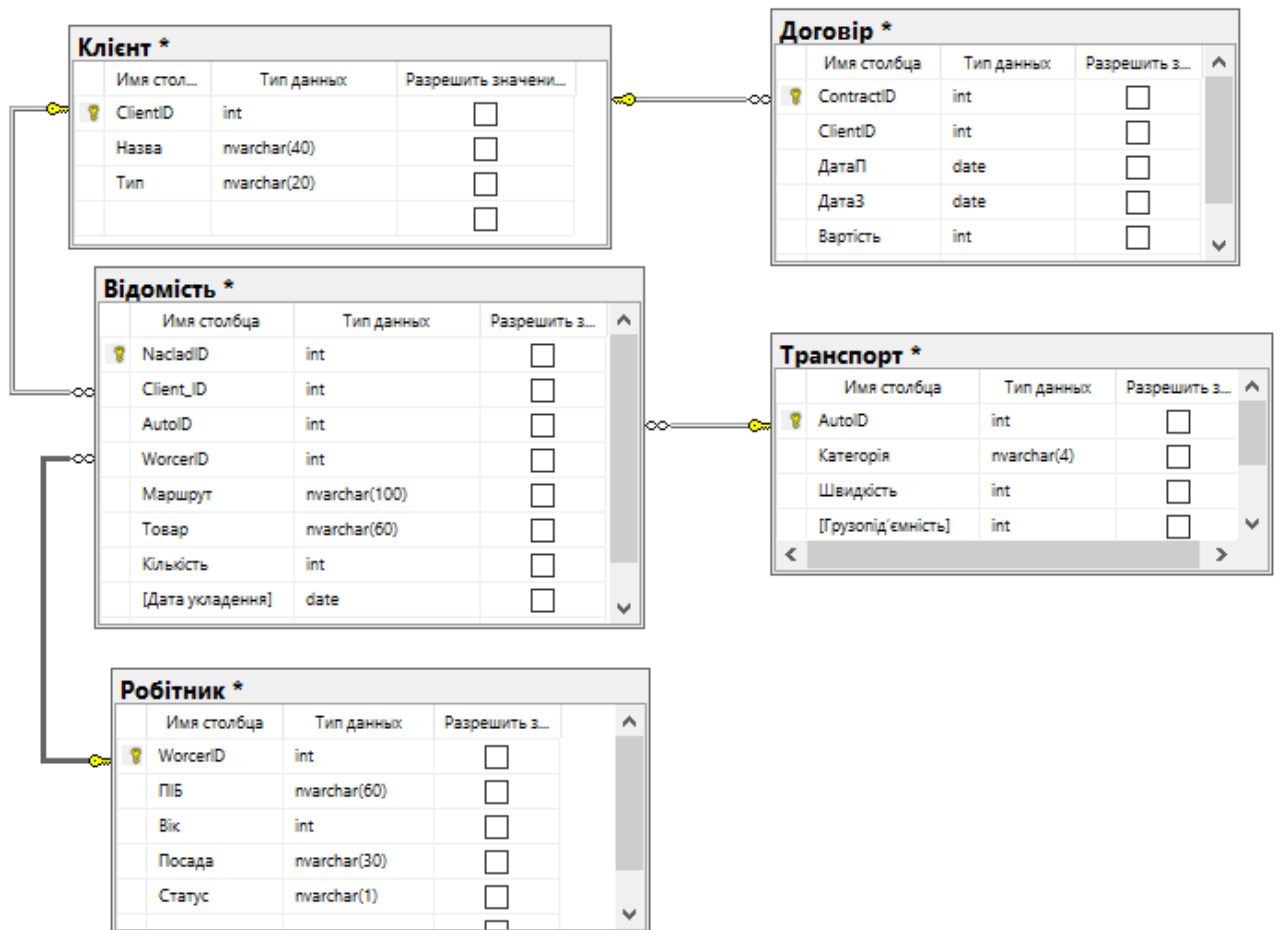 Клієнт *
Имя стол... Тип данных Разрешить значени...
ClientID int
Назва nvarchar(40)
Тип nvarchar(20)
Договір *
Имя столбца Тип данных Разрешить з...
ContractID int
ClientID int
ДатаП date
ДатаЗ date
Вартість int
Відомість *
Имя столбца Тип данных Разрешить з...
NacladID int
Client_ID int
AutoID int
WorcerID int
Маршрут nvarchar(100)
Товар nvarchar(60)
Кількість int
[Дата укладення] date
Транспорт *
Имя столбца Тип данных Разрешить з...
AutoID int
Категорія nvarchar(4)
Швидкість int
[Грузопід'ємність] int
Робітник *
Имя столбца Тип данных Разрешить з...
WorcerID int
ПІБ nvarchar(60)
Вік int
Посада nvarchar(30)
Статус nvarchar(1)